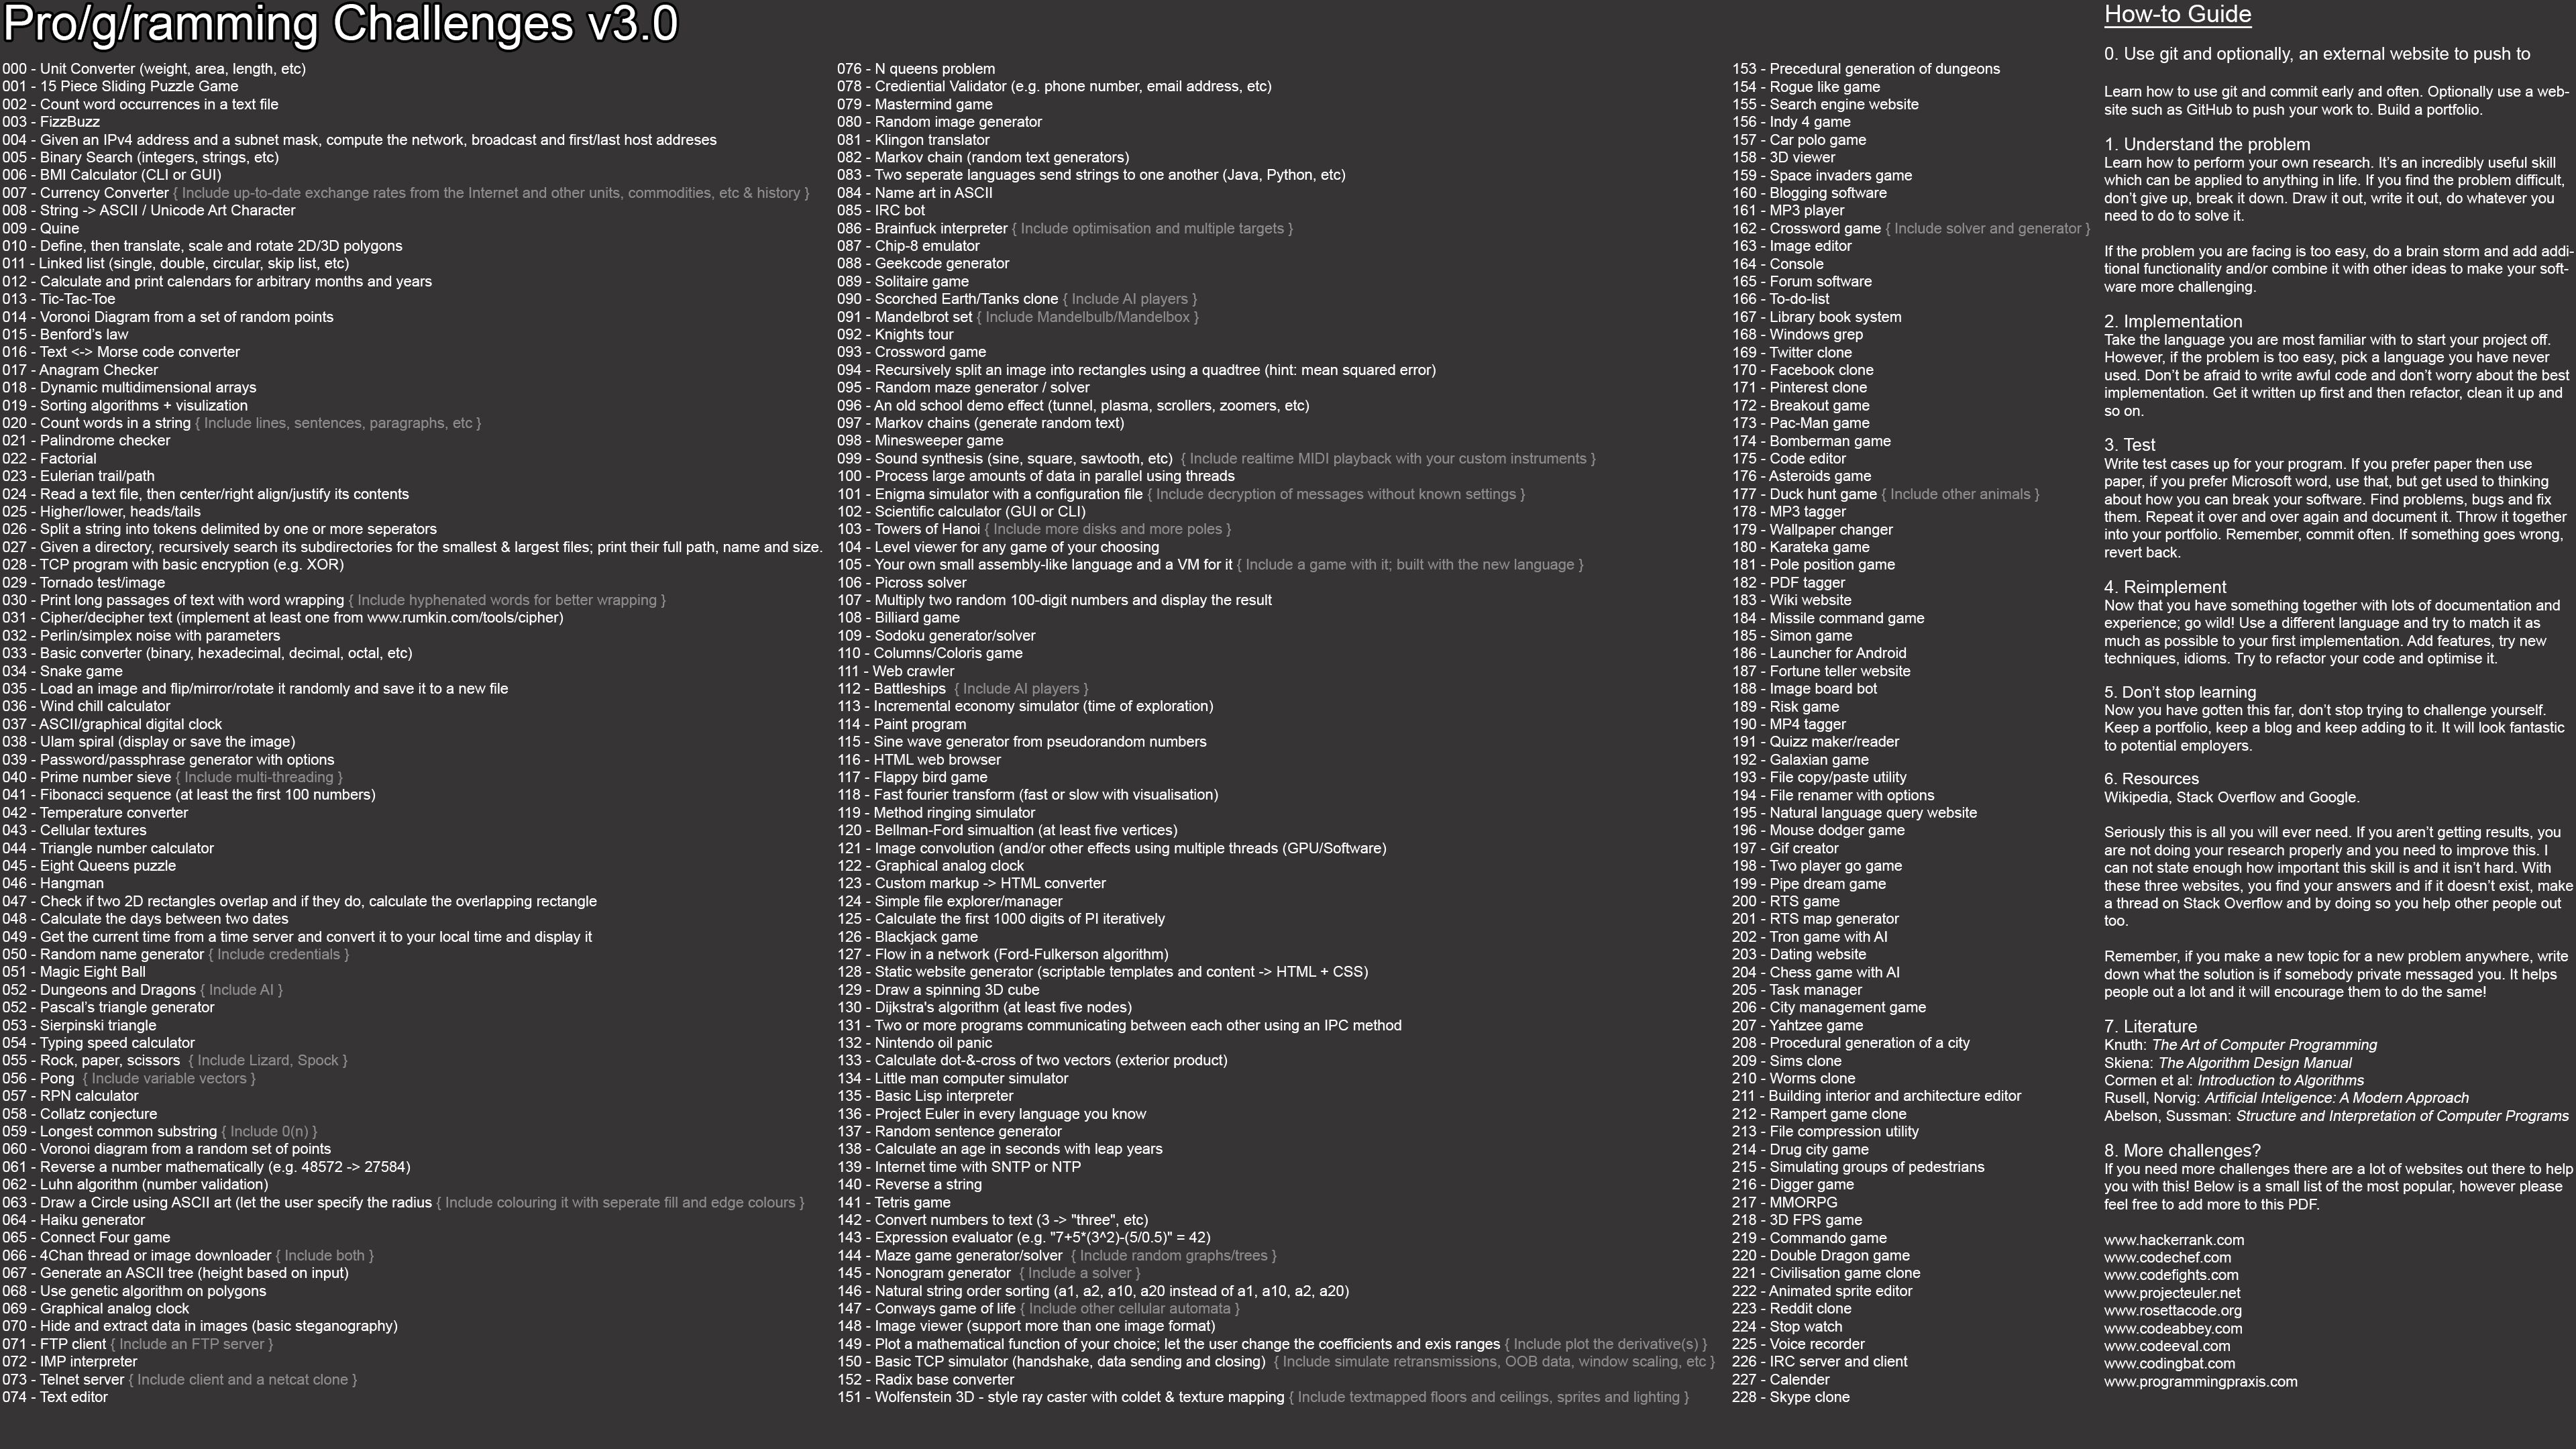 Pro/g/ramming Challenges v3.0
000 - Unit Converter (weight, area, length, etc)
001 - 15 Piece Sliding Puzzle Game
002 - Count word occurrences in a text file
003 - FizzBuzz
004 - Given an IPv4 address and a subnet mask, compute the network, broadcast and first/last host addreses
005 - Binary Search (integers, strings, etc)
006 - BMI Calculator (CLI or GUI)
007 - Currency Converter { Include up-to-date exchange rates from the Internet and other units, commodities, etc & history }
008 - String -> ASCII / Unicode Art Character
009 - Quine
010 - Define, then translate, scale and rotate 2D/3D polygons
011 - Linked list (single, double, circular, skip list, etc)
012 - Calculate and print calendars for arbitrary months and years
013 - Tic-Tac-Toe
014 - Voronoi Diagram from a set of random points
015 - Benford’s law
016 - Text <-> Morse code converter
017 - Anagram Checker
018 - Dynamic multidimensional arrays
019 - Sorting algorithms + visulization
020 - Count words in a string { Include lines, sentences, paragraphs, etc }
021 - Palindrome checker
022 - Factorial
023 - Eulerian trail/path
024 - Read a text file, then center/right align/justify its contents
025 - Higher/lower, heads/tails
026 - Split a string into tokens delimited by one or more seperators
027 - Given a directory, recursively search its subdirectories for the smallest & largest files; print their full path, name and size.
028 - TCP program with basic encryption (e.g. XOR)
029 - Tornado test/image
030 - Print long passages of text with word wrapping { Include hyphenated words for better wrapping }
031 - Cipher/decipher text (implement at least one from www.rumkin.com/tools/cipher)
032 - Perlin/simplex noise with parameters
033 - Basic converter (binary, hexadecimal, decimal, octal, etc)
034 - Snake game
035 - Load an image and flip/mirror/rotate it randomly and save it to a new file
036 - Wind chill calculator
037 - ASCII/graphical digital clock
038 - Ulam spiral (display or save the image)
039 - Password/passphrase generator with options
040 - Prime number sieve { Include multi-threading }
041 - Fibonacci sequence (at least the first 100 numbers)
042 - Temperature converter
043 - Cellular textures
044 - Triangle number calculator
045 - Eight Queens puzzle
046 - Hangman
047 - Check if two 2D rectangles overlap and if they do, calculate the overlapping rectangle
048 - Calculate the days between two dates
049 - Get the current time from a time server and convert it to your local time and display it
050 - Random name generator { Include credentials }
051 - Magic Eight Ball
052 - Dungeons and Dragons { Include AI }
052 - Pascal’s triangle generator
053 - Sierpinski triangle
054 - Typing speed calculator
055 - Rock, paper, scissors { Include Lizard, Spock }
056 - Pong { Include variable vectors }
057 - RPN calculator
058 - Collatz conjecture
059 - Longest common substring { Include 0(n) }
060 - Voronoi diagram from a random set of points
061 - Reverse a number mathematically (e.g. 48572 -> 27584)
062 - Luhn algorithm (number validation)
063 - Draw a Circle using ASCII art (let the user specify the radius { Include colouring it with seperate fill and edge colours }
064 - Haiku generator
065 - Connect Four game
066 - 4Chan thread or image downloader { Include both }
067 - Generate an ASCII tree (height based on input)
068 - Use genetic algorithm on polygons
069 - Graphical analog clock
070 - Hide and extract data in images (basic steganography)
071 - FTP client { Include an FTP server }
072 - IMP interpreter
073 - Telnet server { Include client and a netcat clone }
074 - Text editor
076 - N queens problem
078 - Crediential Validator (e.g. phone number, email address, etc)
079 - Mastermind game
080 - Random image generator
081 - Klingon translator
082 - Markov chain (random text generators)
083 - Two seperate languages send strings to one another (Java, Python, etc)
084 - Name art in ASCII
085 - IRC bot
086 - Brainfuck interpreter { Include optimisation and multiple targets }
087 - Chip-8 emulator
088 - Geekcode generator
089 - Solitaire game
090 - Scorched Earth/Tanks clone { Include AI players }
091 - Mandelbrot set { Include Mandelbulb/Mandelbox }
092 - Knights tour
093 - Crossword game
094 - Recursively split an image into rectangles using a quadtree (hint: mean squared error)
095 - Random maze generator / solver
096 - An old school demo effect (tunnel, plasma, scrollers, zoomers, etc)
097 - Markov chains (generate random text)
098 - Minesweeper game
099 - Sound synthesis (sine, square, sawtooth, etc) { Include realtime MIDI playback with your custom instruments }
100 - Process large amounts of data in parallel using threads
101 - Enigma simulator with a configuration file { Include decryption of messages without known settings }
102 - Scientific calculator (GUI or CLI)
103 - Towers of Hanoi { Include more disks and more poles }
104 - Level viewer for any game of your choosing
105 - Your own small assembly-like language and a VM for it { Include a game with it; built with the new language }
106 - Picross solver
107 - Multiply two random 100-digit numbers and display the result
108 - Billiard game
109 - Sodoku generator/solver
110 - Columns/Coloris game
111 - Web crawler
112 - Battleships { Include AI players }
113 - Incremental economy simulator (time of exploration)
114 - Paint program
115 - Sine wave generator from pseudorandom numbers
116 - HTML web browser
117 - Flappy bird game
118 - Fast fourier transform (fast or slow with visualisation)
119 - Method ringing simulator
120 - Bellman-Ford simualtion (at least five vertices)
121 - Image convolution (and/or other effects using multiple threads (GPU/Software)
122 - Graphical analog clock
123 - Custom markup -> HTML converter
124 - Simple file explorer/manager
125 - Calculate the first 1000 digits of PI iteratively
126 - Blackjack game
127 - Flow in a network (Ford-Fulkerson algorithm)
128 - Static website generator (scriptable templates and content -> HTML + CSS)
129 - Draw a spinning 3D cube
130 - Dijkstra's algorithm (at least five nodes)
131 - Two or more programs communicating between each other using an IPC method
132 - Nintendo oil panic
133 - Calculate dot-&-cross of two vectors (exterior product)
134 - Little man computer simulator
135 - Basic Lisp interpreter
136 - Project Euler in every language you know
137 - Random sentence generator
138 - Calculate an age in seconds with leap years
139 - Internet time with SNTP or NTP
140 - Reverse a string
141 - Tetris game
142 - Convert numbers to text (3 -> "three", etc)
143 - Expression evaluator (e.g. "7+5*(3^2)-(5/0.5)" = 42)
144 - Maze game generator/solver { Include random graphs/trees }
145 - Nonogram generator { Include a solver }
146 - Natural string order sorting (a1, a2, a10, a20 instead of a1, a10, a2, a20)
147 - Conways game of life { Include other cellular automata }
148 - Image viewer (support more than one image format)
149 - Plot a mathematical function of your choice; let the user change the coefficients and exis ranges { Include plot the derivative(s) }
150 - Basic TCP simulator (handshake, data sending and closing) { Include simulate retransmissions, OOB data, window scaling, etc }
152 - Radix base converter
151 - Wolfenstein 3D - style ray caster with coldet & texture mapping { Include textmapped floors and ceilings, sprites and lighting }
153 - Precedural generation of dungeons
154 - Rogue like game
155 - Search engine website
156 - Indy 4 game
157 - Car polo game
158 - 3D viewer
159 - Space invaders game
160 - Blogging software
161 - MP3 player
162 - Crossword game { Include solver and generator }
163 - Image editor
164 - Console
165 - Forum software
166 - To-do-list
167 - Library book system
168 - Windows grep
169 - Twitter clone
170 - Facebook clone
171 - Pinterest clone
172 - Breakout game
173 - Pac-Man game
174 - Bomberman game
175 - Code editor
176 - Asteroids game
177 - Duck hunt game { Include other animals }
178 - MP3 tagger
179 - Wallpaper changer
180 - Karateka game
181 - Pole position game
182 - PDF tagger
183 - Wiki website
184 - Missile command game
185 - Simon game
186 - Launcher for Android
187 - Fortune teller website
188 - Image board bot
189 - Risk game
190 - MP4 tagger
191 - Quizz maker/reader
192 - Galaxian game
193 - File copy/paste utility
194 - File renamer with options
195 - Natural language query website
196 - Mouse dodger game
197 - Gif creator
198 - Two player go game
199 - Pipe dream game
200 - RTS game
201 - RTS map generator
202 - Tron game with AI
203 - Dating website
204 - Chess game with AI
205 - Task manager
206 - City management game
207 - Yahtzee game
208 - Procedural generation of a city
209 - Sims clone
210 - Worms clone
211 - Building interior and architecture editor
212 - Rampert game clone
213 - File compression utility
214 - Drug city game
215 - Simulating groups of pedestrians
216 - Digger game
217 - MMORPG
218 - 3D FPS game
219 - Commando game
220 - Double Dragon game
221 - Civilisation game clone
222 - Animated sprite editor
223 - Reddit clone
224 - Stop watch
225 - Voice recorder
226 - IRC server and client
227 - Calender
228 - Skype clone
How-to Guide
0. Use git and optionally, an external website to push to
Learn how to use git and commit early and often. Optionally use a web-
site such as GitHub to push your work to. Build a portfolio.
1. Understand the problem
Learn how to perform your own research. It’s an incredibly useful skill
which can be applied to anything in life. If you find the problem difficult,
don’t give up, break it down. Draw it out, write it out, do whatever you
need to do to solve it.
If the problem you are facing is too easy, do a brain storm and add addi-
tional functionality and/or combine it with other ideas to make your soft-
ware more challenging.
2. Implementation
Take the language you are most familiar with to start your project off.
However, if the problem is too easy, pick a language you have never
used. Don’t be afraid to write awful code and don’t worry about the best
implementation. Get it written up first and then refactor, clean it up and
so on.
3. Test
Write test cases up for your program. If you prefer paper then use
paper, if you prefer Microsoft word, use that, but get used to thinking
about how you can break your software. Find problems, bugs and fix
them. Repeat it over and over again and document it. Throw it together
into your portfolio. Remember, commit often. If something goes wrong,
revert back.
4. Reimplement
Now that you have something together with lots of documentation and
experience; go wild! Use a different language and try to match it as
much as possible to your first implementation. Add features, try new
techniques, idioms. Try to refactor your code and optimise it.
5. Don’t stop learning
Now you have gotten this far, don’t stop trying to challenge yourself.
Keep a portfolio, keep a blog and keep adding to it. It will look fantastic
to potential employers.
6. Resources
Wikipedia, Stack Overflow and Google.
Seriously this is all you will ever need. If you aren’t getting results, you
are not doing your research properly and you need to improve this. I
can not state enough how important this skill is and it isn’t hard. With
these three websites, you find your answers and if it doesn’t exist, make
a thread on Stack Overflow and by doing so you help other people out
too.
Remember, if you make a new topic for a new problem anywhere, write
down what the solution is if somebody private messaged you. It helps
people out a lot and it will encourage them to do the same!
7. Literature
Knuth: The Art of Computer Programming
Skiena: The Algorithm Design Manual
Cormen et al: Introduction to Algorithms
Rusell, Norvig: Artificial Inteligence: A Modern Approach
Abelson, Sussman: Structure and Interpretation of Computer Programs
8. More challenges?
If you need more challenges there are a lot of websites out there to help
you with this! Below is a small list of the most popular, however please
feel free to add more to this PDF.
www.hackerrank.com
www.codechef.com
www.codefights.com
www.projecteuler.net
www.rosettacode.org
www.codeabbey.com
www.codeeval.com
www.codingbat.com
www.programmingpraxis.com